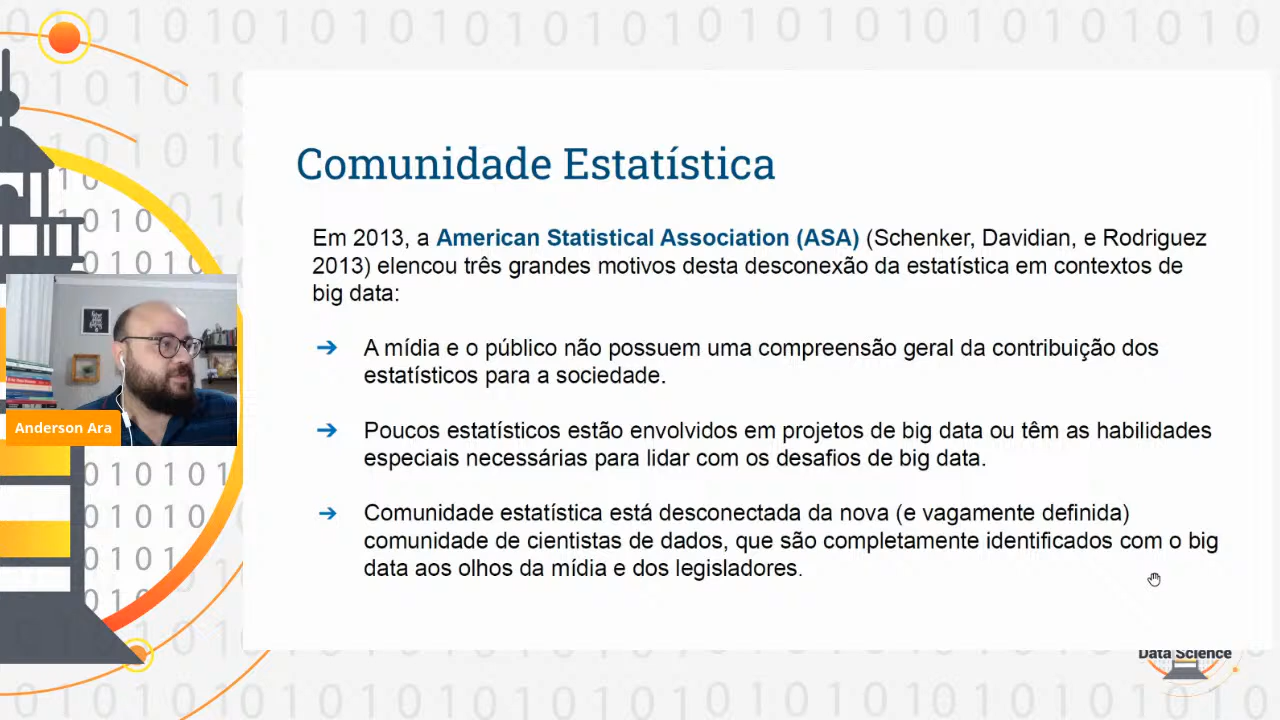 Comunidade Estatística
Em 2013, a American Statistical Association (ASA) (Schenker, Davidian, e Rodriguez
2013) elencou três grandes motivos desta desconexão da estatística em contextos de
big data:
➔ A mídia e o público não possuem uma compreensão geral da contribuição dos
estatísticos para a sociedade.
➔ Poucos estatísticos estão envolvidos em projetos de big data ou têm as habilidades
especiais necessárias para lidar com os desafios de big data.
➔ Comunidade estatística está desconectada da nova (e vagamente definida)
comunidade de cientistas de dados, que são completamente identificados com o big
data aos olhos da mídia e dos legisladores.
Anderson Ara
Data Science